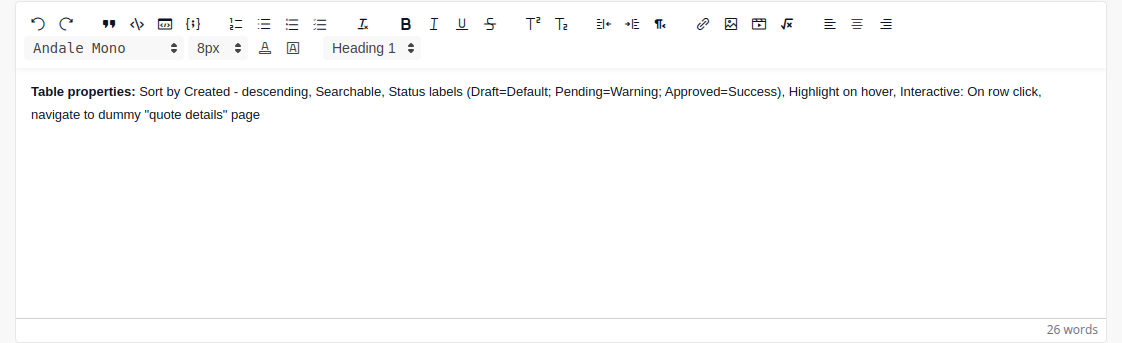 Andale Mono 8px Heading 1
Table properties: Sort by Created - descending, Searchable, Status labels (Draft=Default; Pending=Warning; Approved=Success), Highlight on hover, Interactive: On row click,
navigate to dummy "quote details" page
26 words